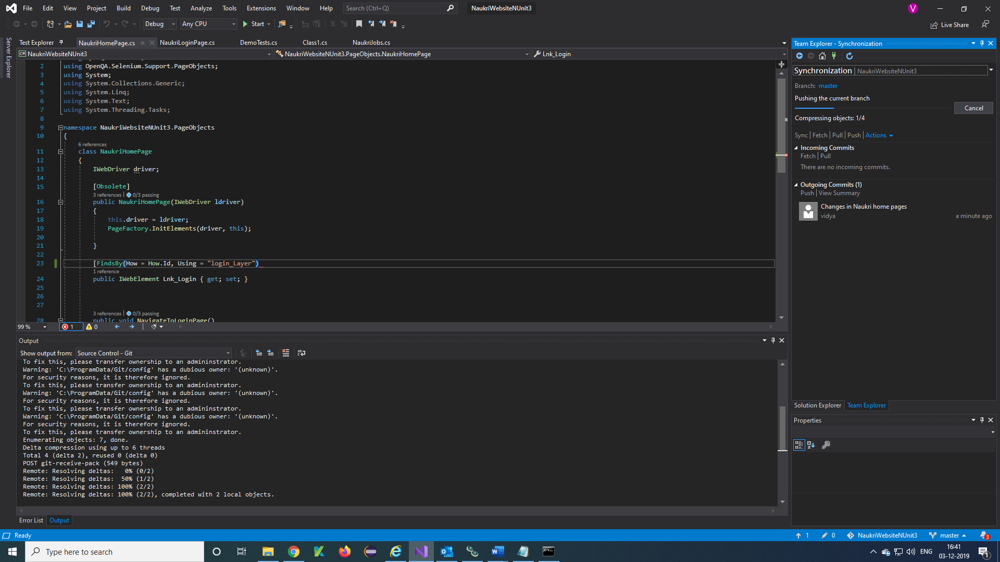 File Edit View Project Build Debug Test Analyze Tools Extensions Window Help Search (Ctrl+Q) NaukriWebsiteNUnit3 V
Debug Any CPU Start Live Share
Server Explorer
Test Explorer NaukriHomePage.cs NaukriLoginPage.cs DemoTests.cs Class1.cs NaukriJobs.cs
NaukriWebsiteNUnit3 NaukriWebsiteNUnit3.PageObjects.NaukriHomePage Lnk_Login
2 using OpenQA.Selenium.Support.PageObjects;
3 using System;
4 using System.Collections.Generic;
5 using System.Linq;
6 using System.Text;
7 using System.Threading.Tasks;
8
9 namespace NaukriWebsiteNUnit3.PageObjects
10 {
6 references
11 class NaukriHomePage
12 {
13 IWebDriver driver;
14
15 [Obsolete]
3 references | 0/3 passing
16 public NaukriHomePage(IWebDriver ldriver)
17 {
18 this.driver = ldriver;
19 PageFactory.InitElements(driver, this);
20
21 }
22
23 [FindsBy(How = How.Id, Using = "login_Layer")
1 reference
24 public IWebElement Lnk_Login { get; set; }
25
26
27
3 references | 0/3 passing
28 public void NavigateToLoginPage()
99 % 1 0
Output
Show output from: Source Control - Git
To fix this, please transfer ownership to an admininstrator.
Warning: 'C:\ProgramData/Git/config' has a dubious owner: '(unknown)'.
For security reasons, it is therefore ignored.
To fix this, please transfer ownership to an admininstrator.
Warning: 'C:\ProgramData/Git/config' has a dubious owner: '(unknown)'.
For security reasons, it is therefore ignored.
To fix this, please transfer ownership to an admininstrator.
Warning: 'C:\ProgramData/Git/config' has a dubious owner: '(unknown)'.
For security reasons, it is therefore ignored.
To fix this, please transfer ownership to an admininstrator.
Enumerating objects: 7, done.
Delta compression using up to 6 threads
Total 4 (delta 2), reused 0 (delta 0)
POST git-receive-pack (549 bytes)
Remote: Resolving deltas: 0% (0/2)
Remote: Resolving deltas: 50% (1/2)
Remote: Resolving deltas: 100% (2/2)
Remote: Resolving deltas: 100% (2/2), completed with 2 local objects.
Error List Output
Team Explorer - Synchronization
Synchronization | NaukriWebsiteNUnit3
Branch: master
Pushing the current branch
Cancel
Compressing objects: 1/4
Sync | Fetch | Pull | Push | Actions
Incoming Commits
Fetch | Pull
There are no incoming commits.
Outgoing Commits (1)
Push | View Summary
Changes in Naukri home pages
vidya a minute ago
Solution Explorer Team Explorer
Properties
Ready 1 0 NaukriWebsiteNUnit3 master 3
Type here to search
ENG 16:41
03-12-2019
1